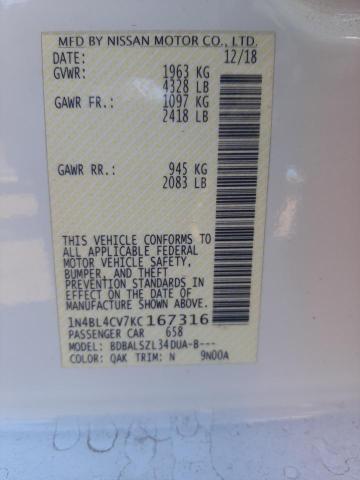 MFD BY NISSAN MOTOR CO., LTD.
DATE: 12/18
GVWR: 1963 KG
4328 LB
GAWR FR.: 1097 KG
2418 LB
GAWR RR.: 945 KG
2083 LB
THIS VEHICLE CONFORMS TO
ALL APPLICABLE FEDERAL
MOTOR VEHICLE SAFETY,
BUMPER, AND THEFT
PREVENTION STANDARDS
IN EFFECT ON THE DATE
OF MANUFACTURE SHOWN
ABOVE.
1N4BL4CV7KC167316
PASSENGER CAR 658
MODEL: BDBALSZL34DUA-B---
COLOR: QAK TRIM: N 9N00A